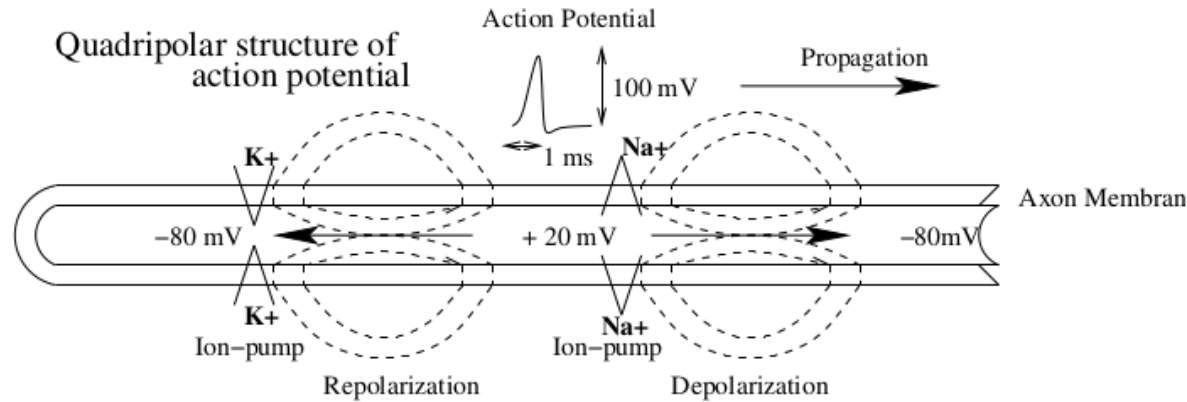 Action Potential
Quadripolar structure of
action potential
Propagation
100 mV
K+
1 ms
Na+
Axon Membran
−80 mV
+ 20 mV
−80mV
K+
Na+
Ion−pump
Ion−pump
Repolarization
Depolarization